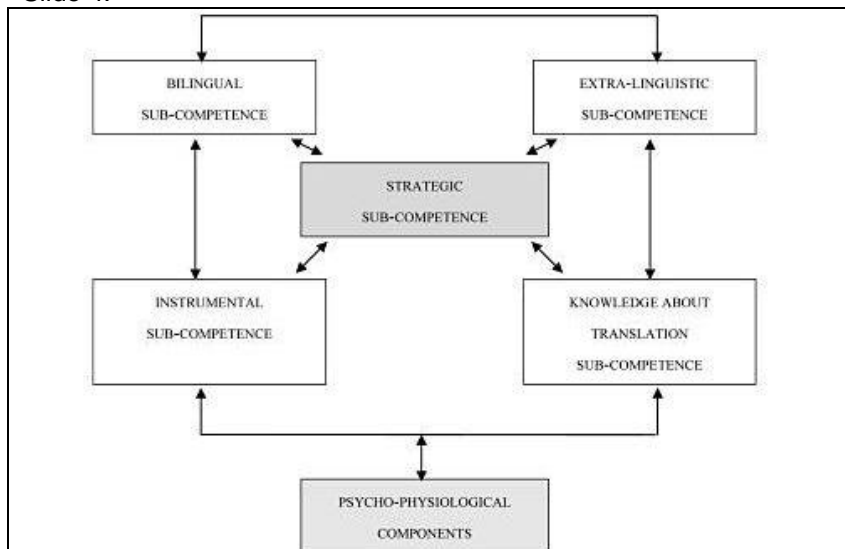 BILINGUAL
SUB-COMPETENCE
EXTRA-LINGUISTIC
SUB-COMPETENCE
STRATEGIC
SUB-COMPETENCE
INSTRUMENTAL
SUB-COMPETENCE
KNOWLEDGE ABOUT
TRANSLATION
SUB-COMPETENCE
PSYCHO-PHYSIOLOGICAL
COMPONENTS